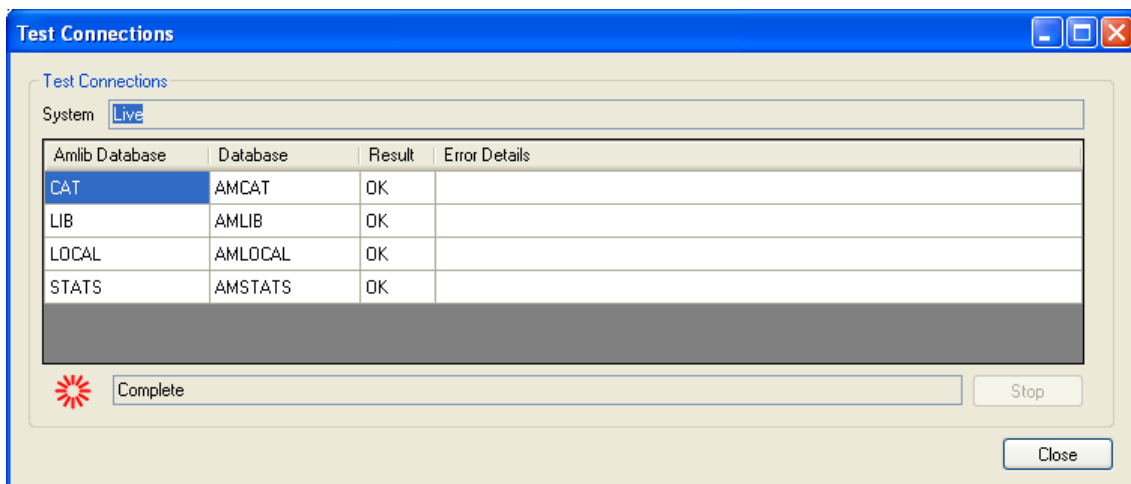 Test Connections
Test Connections
System Live
Amlib Database Database Result Error Details
CAT AMCAT OK
LIB AMLIB OK
LOCAL AMLOCAL OK
STATS AMSTATS OK
Complete Stop
Close